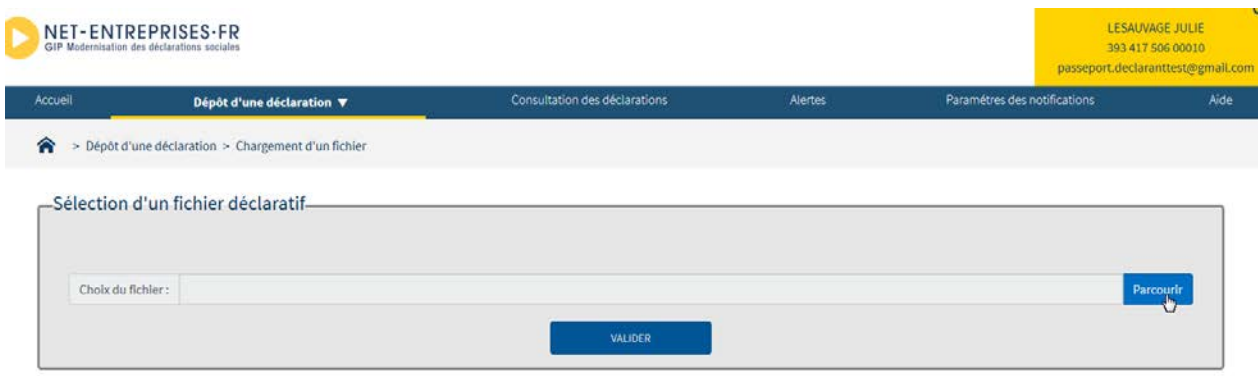 NET-ENTREPRISES·FR
GIP Modernisation des déclarations sociales
LESAUVAGE JULIE
393 417 506 00010
passeport.declaranttest@gmail.com
Accueil Dépôt d'une déclaration ▼ Consultation des déclarations Alertes Paramétres des notifications Aide
> Dépôt d'une déclaration > Chargement d'un fichier
Sélection d'un fichier déclaratif
Choix du fichier : Parcourir
VALIDER